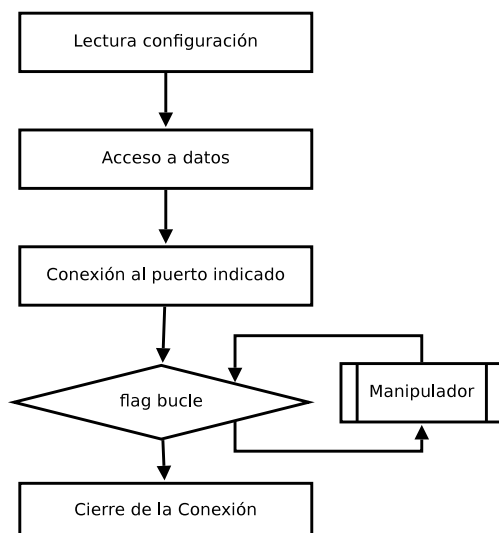 Lectura configuración
Acceso a datos
Conexión al puerto indicado
flag bucle
Manipulador
Cierre de la Conexión